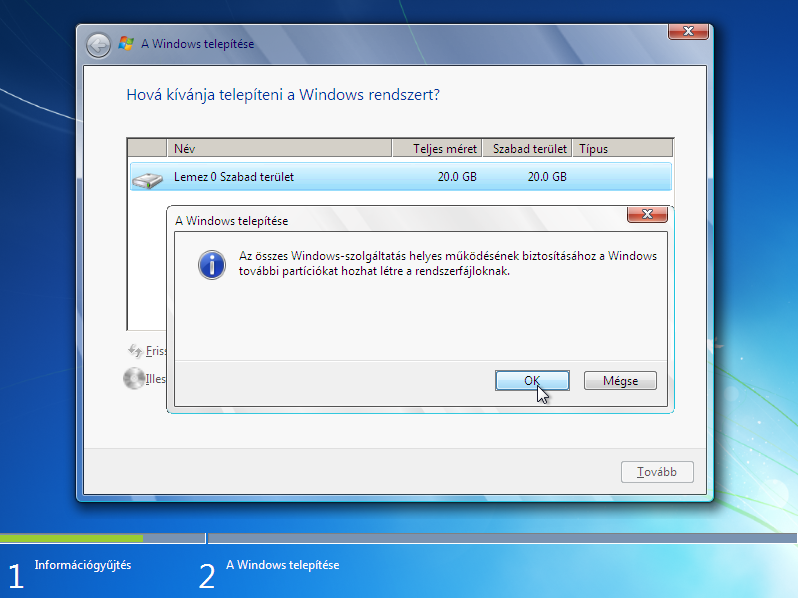 A Windows telepítése
Hová kívánja telepíteni a Windows rendszert?
Név Teljes méret Szabad terület Típus
Lemez 0 Szabad terület 20.0 GB 20.0 GB
A Windows telepítése
Az összes Windows-szolgáltatás helyes működésének biztosításához a Windows
további partíciókat hozhat létre a rendszerfájloknak.
Friss
Illes
OK Mégse
Tovább
1 Információgyűjtés 2 A Windows telepítése